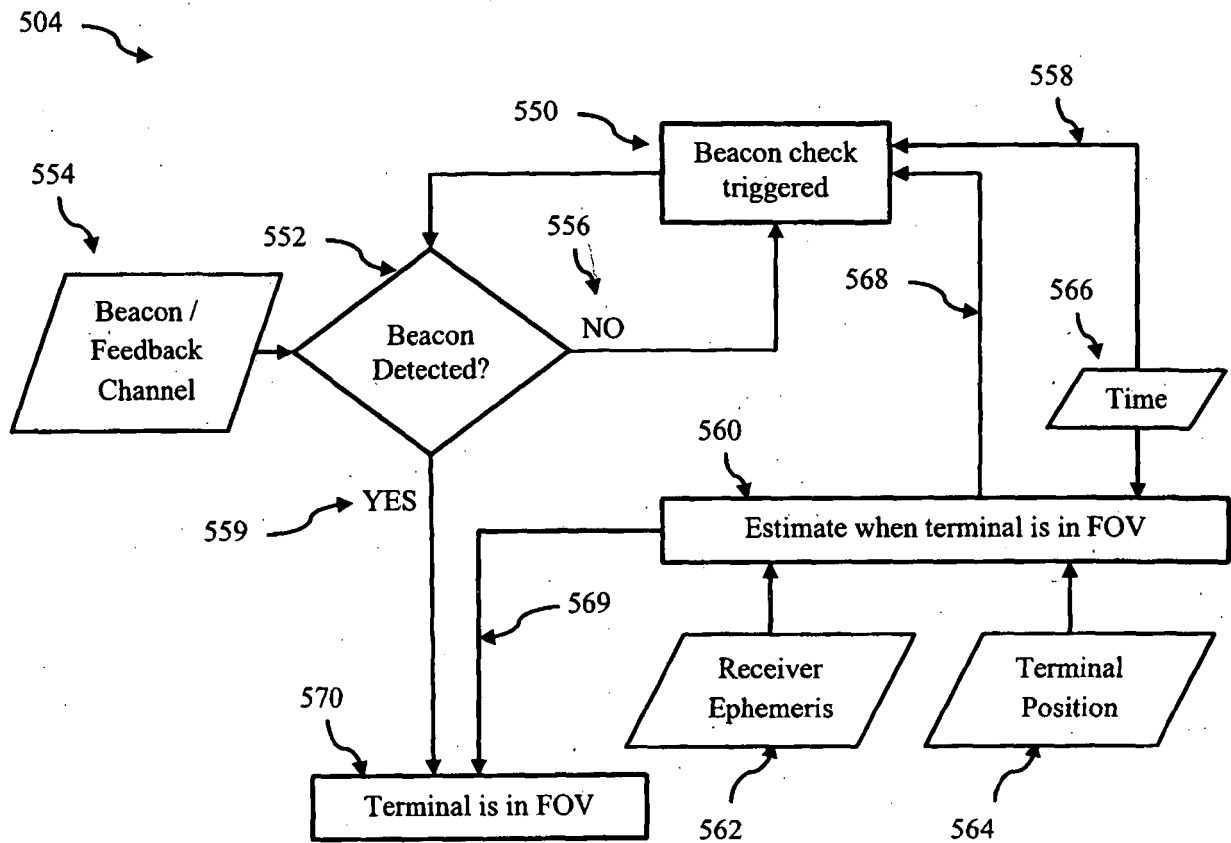 504
558
550
Beacon check
triggered
554
552
556
568
566
Beacon /
Feedback
Channel
Beacon
Detected?
NO
Time
560
YES
559
Estimate when terminal is in FOV
569
Receiver
Ephemeris
Terminal
Position
570
Terminal is in FOV
562
564